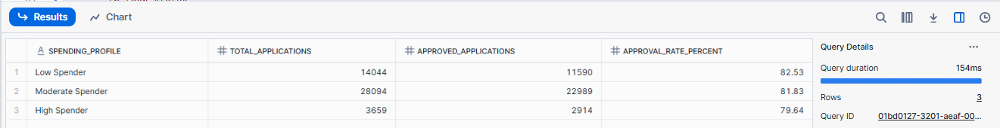 Results Chart
SPENDING_PROFILE TOTAL_APPLICATIONS APPROVED_APPLICATIONS APPROVAL_RATE_PERCENT
1 Low Spender 14044 11590 82.53
2 Moderate Spender 28094 22989 81.83
3 High Spender 3659 2914 79.64
Query Details ...
Query duration 154ms
Rows 3
Query ID 01bd0127-3201-aeaf-00...